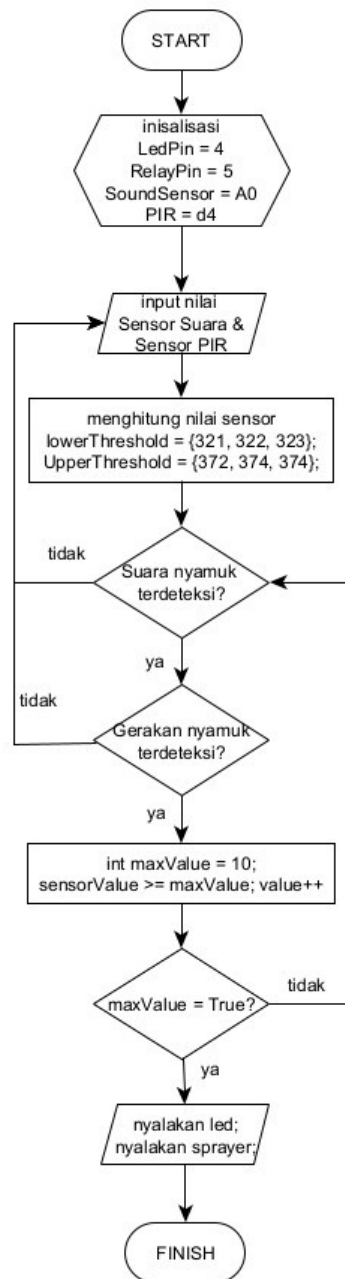 START
inisalisasi
LedPin = 4
RelayPin = 5
SoundSensor = A0
PIR = d4
input nilai
Sensor Suara &
Sensor PIR
menghitung nilai sensor
lowerThreshold = {321, 322, 323};
UpperThreshold = {372, 374, 374};
tidak
Suara nyamuk
terdeteksi?
ya
tidak
Gerakan nyamuk
terdeteksi?
ya
int maxValue = 10;
sensorValue >= maxValue; value++
tidak
maxValue = True?
ya
nyalakan led;
nyalakan sprayer;
FINISH